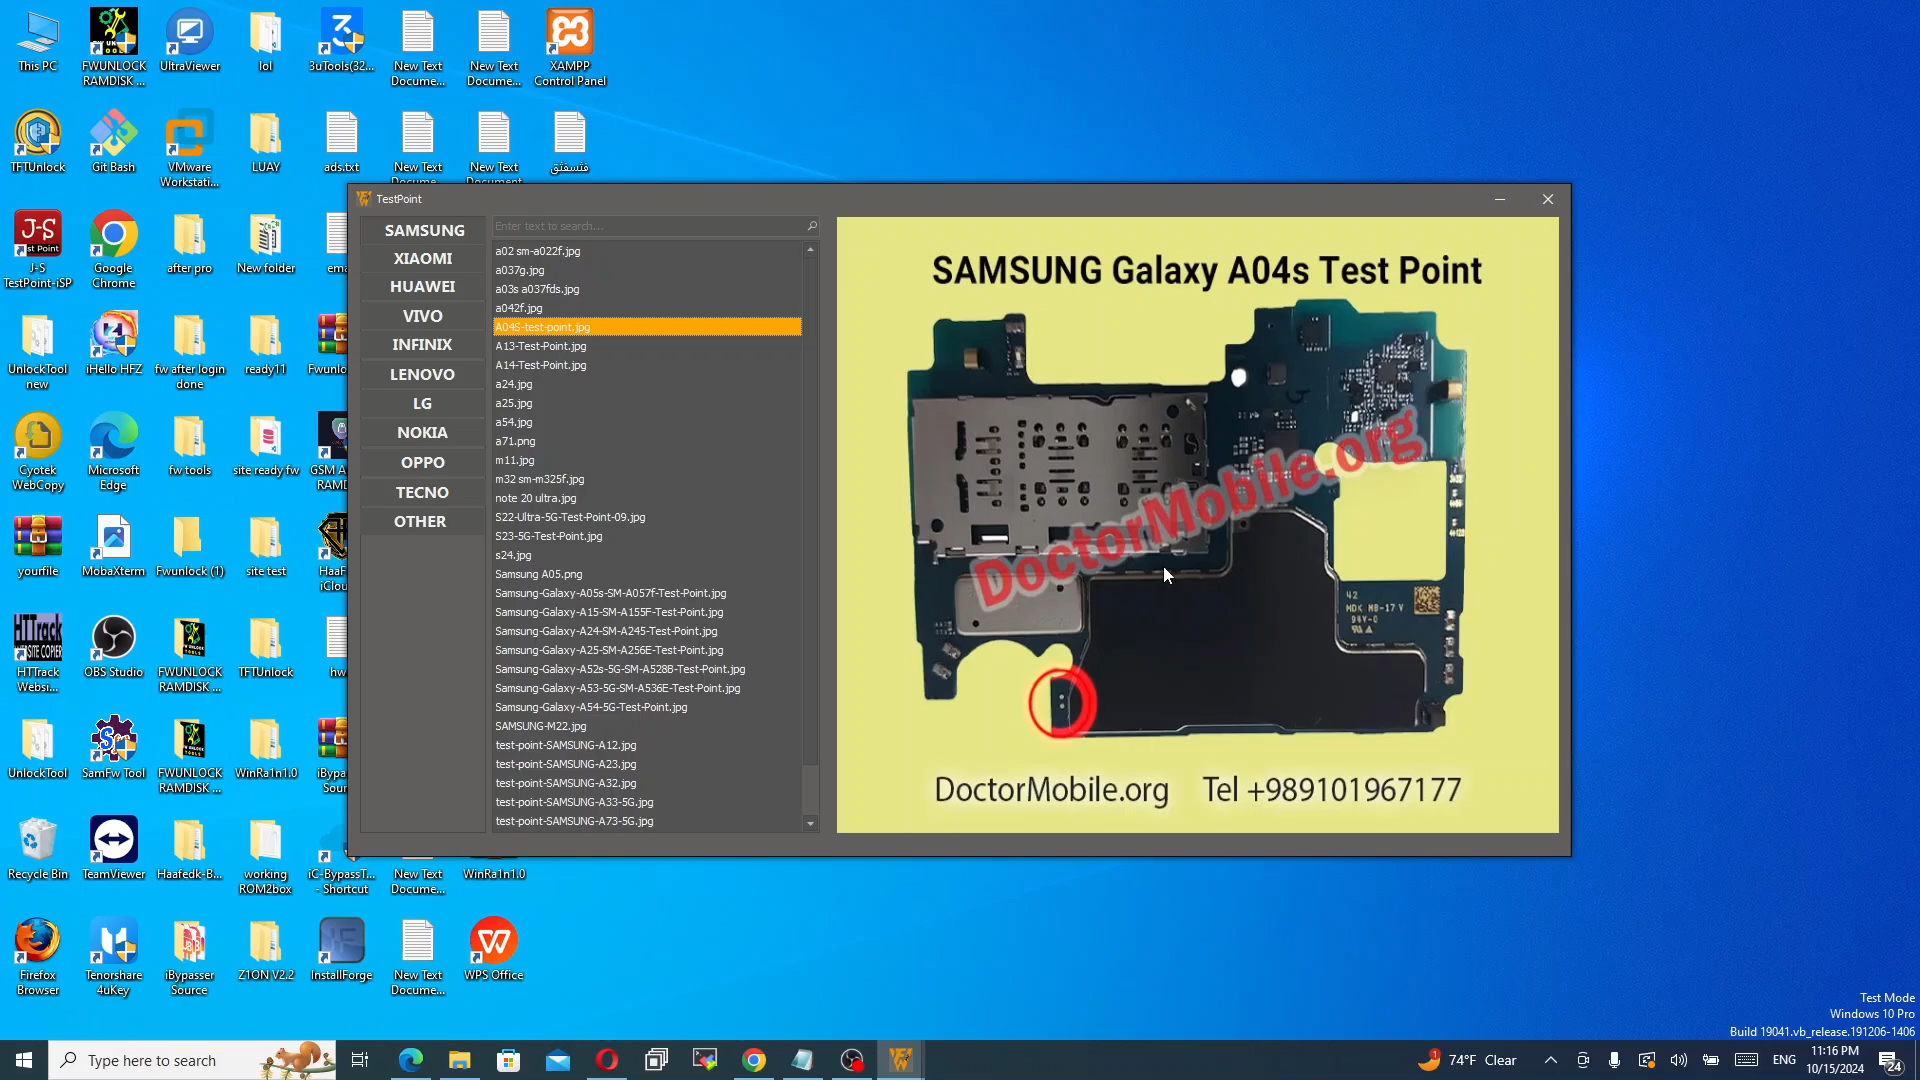 This PC
FWUNLOCK
RAMDISK ...
UltraViewer
lol
3uTools(32...
New Text
Docume...
New Text
Docume...
XAMPP
Control Panel
TFTUnlock
Git Bash
VMware
Workstati...
LUAY
ads.txt
New Text
Docume...
New Text
Document
فتسفتق
J-S
TestPoint-iSP
Google
Chrome
after pro
New folder
UnlockTool
new
iHello HFZ
fw after login
done
ready11
Cyotek
WebCopy
Microsoft
Edge
fw tools
site ready fw
yourfile
MobaXterm
Fwunlock (1)
site test
HTTrack
Websi...
OBS Studio
FWUNLOCK
RAMDISK ...
TFTUnlock
UnlockTool
SamFw Tool
FWUNLOCK
RAMDISK ...
WinRa1n1.0
Recycle Bin
TeamViewer
Haafedk-B...
working
ROM2box
iC-BypassT...
- Shortcut
New Text
Docume...
WinRa1n1.0
Firefox
Browser
Tenorshare
4uKey
iBypasser
Source
Z1ON V2.2
InstallForge
New Text
Docume...
WPS Office
TestPoint
SAMSUNG
XIAOMI
HUAWEI
VIVO
INFINIX
LENOVO
LG
NOKIA
OPPO
TECNO
OTHER
Enter text to search...
a02 sm-a022f.jpg
a037g.jpg
a03s a037fds.jpg
a042f.jpg
A04S-test-point.jpg
A13-Test-Point.jpg
A14-Test-Point.jpg
a24.jpg
a25.jpg
a54.jpg
a71.png
m11.jpg
m32 sm-m325f.jpg
note 20 ultra.jpg
S22-Ultra-5G-Test-Point-09.jpg
S23-5G-Test-Point.jpg
s24.jpg
Samsung A05.png
Samsung-Galaxy-A05s-SM-A057f-Test-Point.jpg
Samsung-Galaxy-A15-SM-A155F-Test-Point.jpg
Samsung-Galaxy-A24-SM-A245-Test-Point.jpg
Samsung-Galaxy-A25-SM-A256E-Test-Point.jpg
Samsung-Galaxy-A52s-5G-SM-A528B-Test-Point.jpg
Samsung-Galaxy-A53-5G-SM-A536E-Test-Point.jpg
Samsung-Galaxy-A54-5G-Test-Point.jpg
SAMSUNG-M22.jpg
test-point-SAMSUNG-A12.jpg
test-point-SAMSUNG-A23.jpg
test-point-SAMSUNG-A32.jpg
test-point-SAMSUNG-A33-5G.jpg
test-point-SAMSUNG-A73-5G.jpg
SAMSUNG Galaxy A04s Test Point
DoctorMobile.org
42
MDK MB-17 V
94V-0
DoctorMobile.org Tel +989101967177
Test Mode
Windows 10 Pro
Build 19041.vb_release.191206-1406
Type here to search
74°F Clear
ENG
11:16 PM
10/15/2024
24